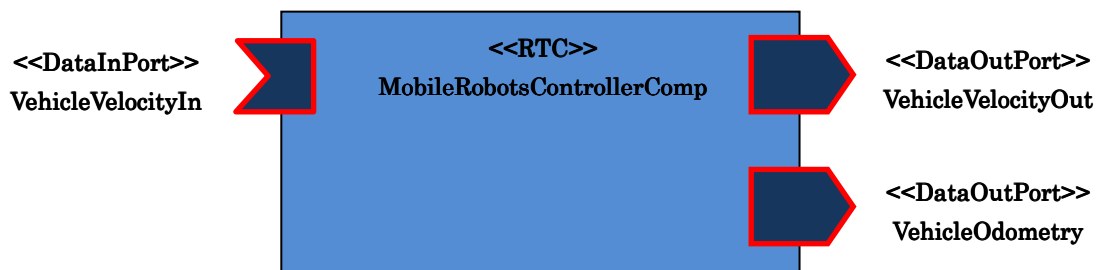 <<DataInPort>>
VehicleVelocityIn
<<RTC>>
MobileRobotsControllerComp
<<DataOutPort>>
VehicleVelocityOut
<<DataOutPort>>
VehicleOdometry